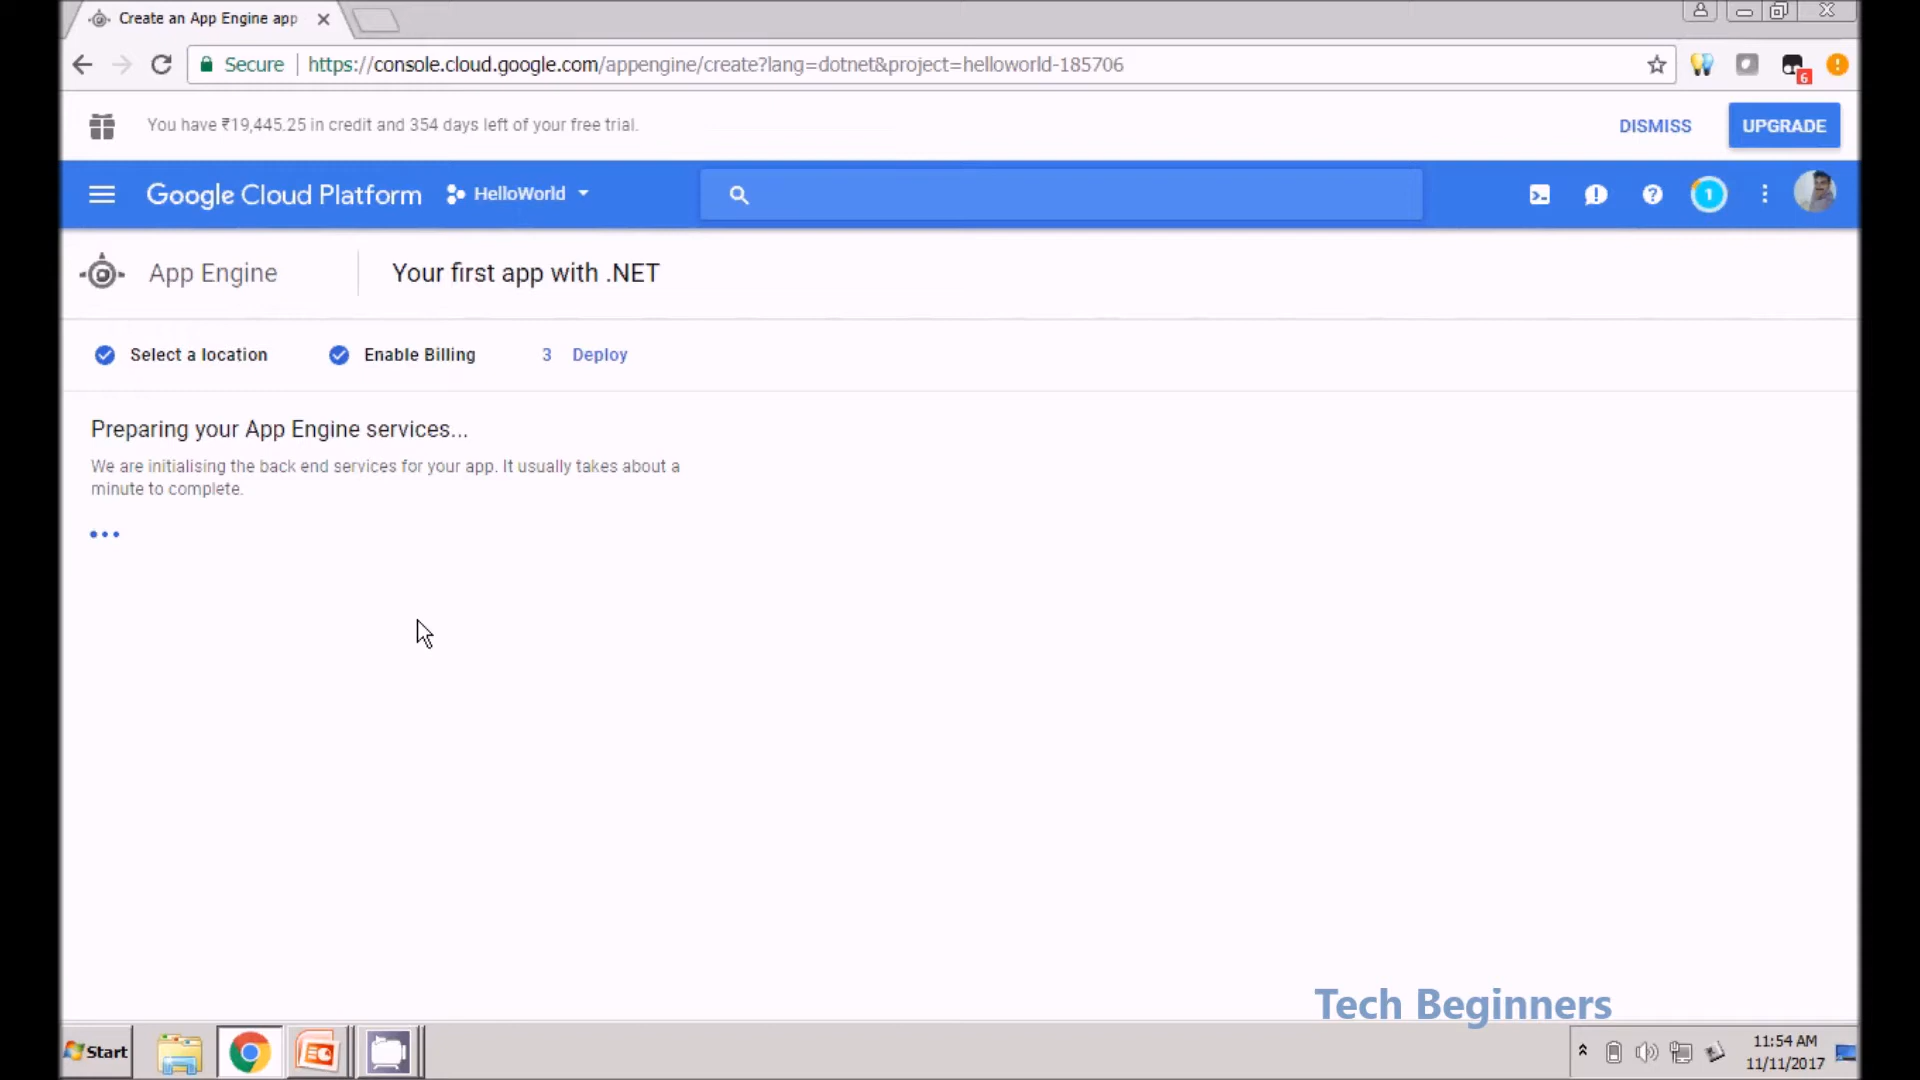 Create an App Engine app
Secure https://console.cloud.google.com/appengine/create?lang=dotnet&project=helloworld-185706
6
You have ₹19,445.25 in credit and 354 days left of your free trial.
DISMISS
UPGRADE
Google Cloud Platform
HelloWorld
1
App Engine
Your first app with .NET
Select a location
Enable Billing
3 Deploy
Preparing your App Engine services...
We are initialising the back end services for your app. It usually takes about a
minute to complete.
Tech Beginners
Start
11:54 AM
11/11/2017